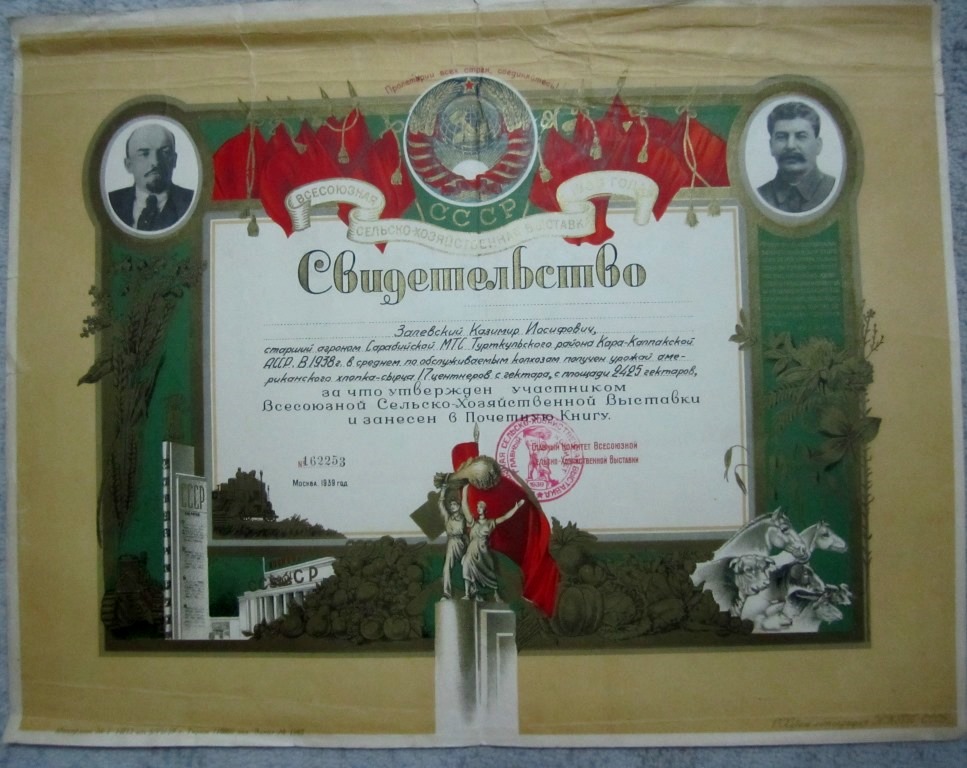 Пролетарии всех стран, соединяйтесь!
СССР
ВСЕСОЮЗНАЯ
СЕЛЬСКО-ХОЗЯЙСТВЕННАЯ ВЫСТАВКА
1939 ГОДА
Свидетельство
Залевский Казимир Иосифович,
старший агроном Сарабийской МТС Турткульского района Кара-Калпакской
АССР. В 1938 г. в среднем по обслуживаемым колхозам получен урожай аме-
риканского хлопка-сырца 17 центнеров с гектара, с площади 2425 гектаров,
за что утвержден участником
Всесоюзной Сельско-Хозяйственной Выставки
и занесен в Почетную Книгу.
Главный Комитет Всесоюзной
Сельско-Хозяйственной Выставки
№162253
Москва. 1939 год
СССР
СССР